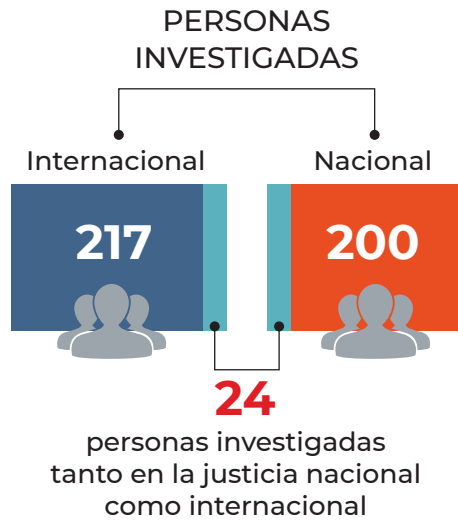 PERSONAS
INVESTIGADAS
Internacional
Nacional
217
200
24
personas investigadas
tanto en la justicia nacional
como internacional